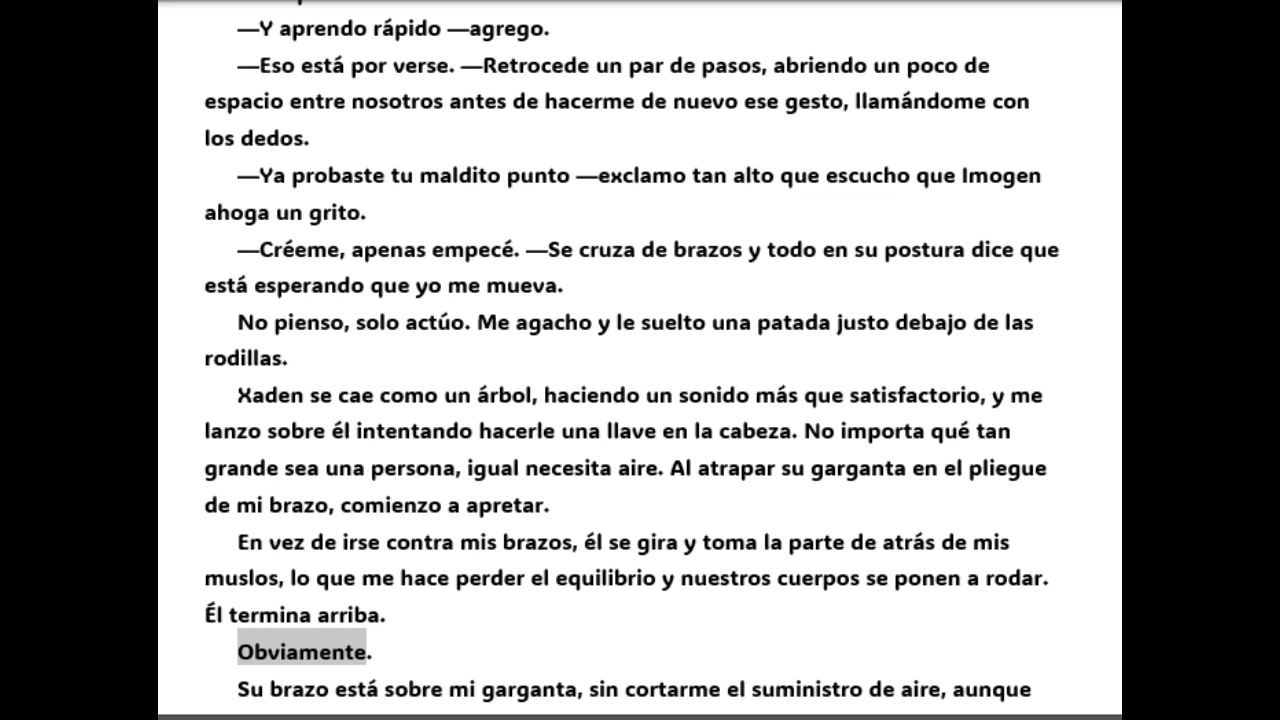 —Y aprendo rápido —agrego.
—Eso está por verse. —Retrocede un par de pasos, abriendo un poco de
espacio entre nosotros antes de hacerme de nuevo ese gesto, llamándome con
los dedos.
—Ya probaste tu maldito punto —exclamo tan alto que escucho que Imogen
ahoga un grito.
—Créeme, apenas empecé. —Se cruza de brazos y todo en su postura dice que
está esperando que yo me mueva.
No pienso, solo actúo. Me agacho y le suelto una patada justo debajo de las
rodillas.
Xaden se cae como un árbol, haciendo un sonido más que satisfactorio, y me
lanzo sobre él intentando hacerle una llave en la cabeza. No importa qué tan
grande sea una persona, igual necesita aire. Al atrapar su garganta en el pliegue
de mi brazo, comienzo a apretar.
En vez de irse contra mis brazos, él se gira y toma la parte de atrás de mis
muslos, lo que me hace perder el equilibrio y nuestros cuerpos se ponen a rodar.
Él termina arriba.
Obviamente.
Su brazo está sobre mi garganta, sin cortarme el suministro de aire, aunque